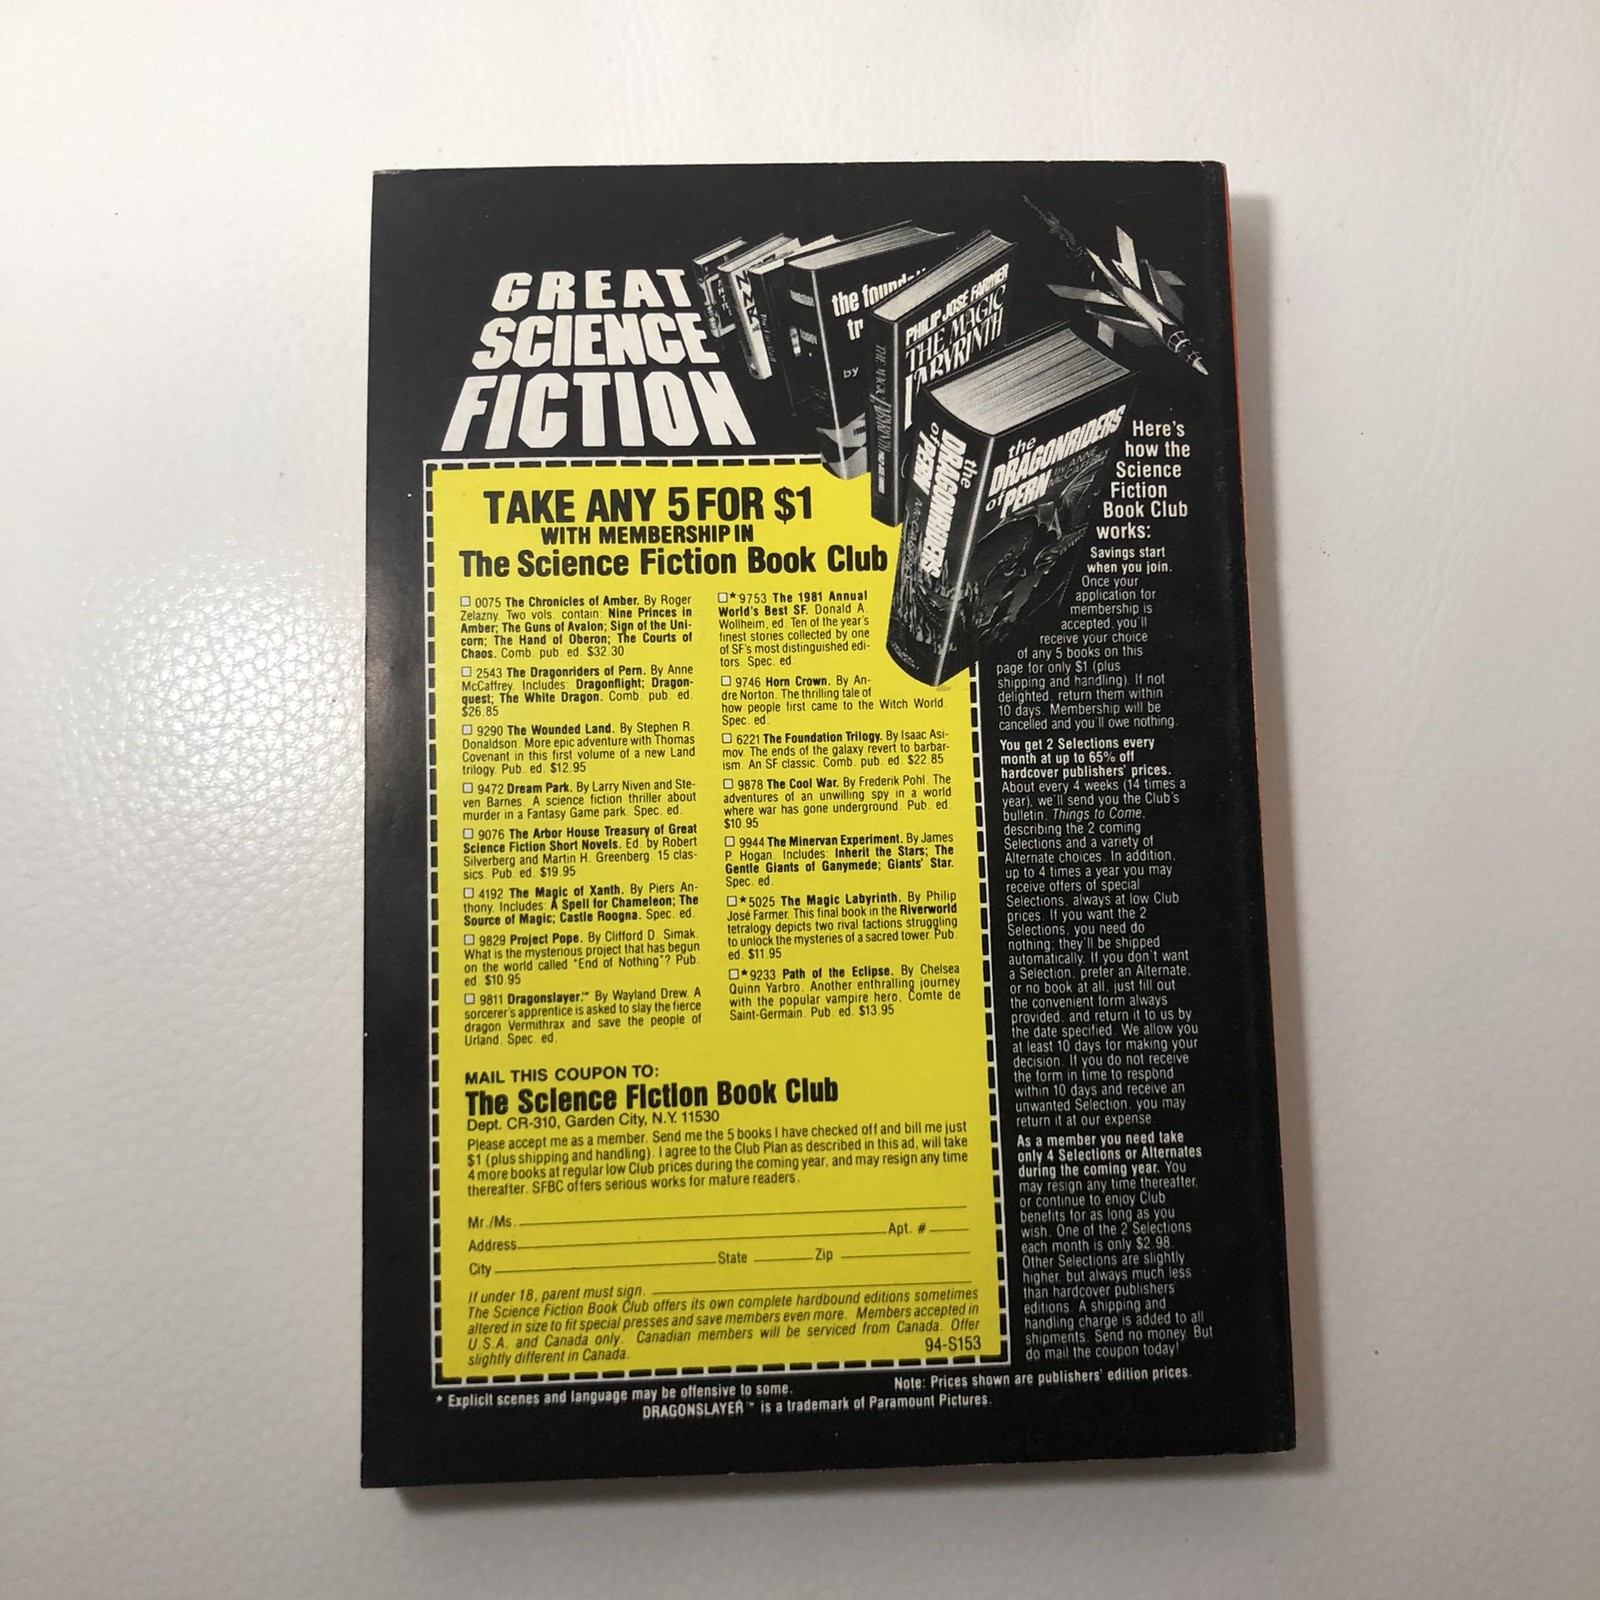 GREAT
SCIENCE
FICTION
the
tr
by
PHILIP JOSÉ FARMER
THE MAGIC
LABYRINTH
the
DRAGONRIDERS
of PERN
BY ANNE
McCAFFREY
the
DRAGONRIDERS
of PERN
TAKE ANY 5 FOR $1
WITH MEMBERSHIP IN
The Science Fiction Book Club
0075 The Chronicles of Amber. By Roger
Zelazny. Two vols. contain: Nine Princes in
Amber; The Guns of Avalon; Sign of the Uni-
corn; The Hand of Oberon; The Courts of
Chaos. Comb. pub. ed. $32.30
2543 The Dragonriders of Pern. By Anne
McCaffrey. Includes: Dragonflight; Dragon-
quest; The White Dragon. Comb. pub. ed.
$26.85
9290 The Wounded Land. By Stephen R.
Donaldson. More epic adventure with Thomas
Covenant in this first volume of a new Land
trilogy. Pub. ed. $12.95
9472 Dream Park. By Larry Niven and Ste-
ven Barnes. A science fiction thriller about
murder in a Fantasy Game park. Spec. ed.
9076 The Arbor House Treasury of Great
Science Fiction Short Novels. Ed. by Robert
Silverberg and Martin H. Greenberg. 15 clas-
sics. Pub. ed. $19.95
4192 The Magic of Xanth. By Piers An-
thony. Includes: A Spell for Chameleon; The
Source of Magic; Castle Roogna. Spec. ed.
9829 Project Pope. By Clifford D. Simak.
What is the mysterious project that has begun
on the world called "End of Nothing"? Pub.
ed. $10.95
9811 Dragonslayer.™ By Wayland Drew. A
sorcerer's apprentice is asked to slay the fierce
dragon Vermithrax and save the people of
Urland. Spec. ed.
*9753 The 1981 Annual
World's Best SF. Donald A.
Wollheim, ed. Ten of the year's
finest stories collected by one
of SF's most distinguished edi-
tors. Spec. ed.
9746 Horn Crown. By An-
dre Norton. The thrilling tale of
how people first came to the Witch World.
Spec. ed.
6221 The Foundation Trilogy. By Isaac Asi-
mov. The ends of the galaxy revert to barbar-
ism. An SF classic. Comb. pub. ed. $22.85
9878 The Cool War. By Frederik Pohl. The
adventures of an unwilling spy in a world
where war has gone underground. Pub. ed.
$10.95
9944 The Minervan Experiment. By James
P. Hogan. Includes: Inherit the Stars; The
Gentle Giants of Ganymede; Giants' Star.
Spec. ed.
*5025 The Magic Labyrinth. By Philip
José Farmer. This final book in the Riverworld
tetralogy depicts two rival factions struggling
to unlock the mysteries of a sacred tower. Pub.
ed. $11.95
*9233 Path of the Eclipse. By Chelsea
Quinn Yarbro. Another enthralling journey
with the popular vampire hero, Comte de
Saint-Germain. Pub. ed. $13.95
MAIL THIS COUPON TO:
The Science Fiction Book Club
Dept. CR-310, Garden City, N.Y. 11530
Please accept me as a member. Send me the 5 books I have checked off and bill me just
$1 (plus shipping and handling). I agree to the Club Plan as described in this ad, will take
4 more books at regular low Club prices during the coming year, and may resign any time
thereafter. SFBC offers serious works for mature readers.
Mr./Ms.
Address Apt. #
City State Zip
If under 18, parent must sign.
The Science Fiction Book Club offers its own complete hardbound editions sometimes
altered in size to fit special presses and save members even more. Members accepted in
U.S.A. and Canada only. Canadian members will be serviced from Canada. Offer
slightly different in Canada. 94-S153
Here's
how the
Science
Fiction
Book Club
works:
Savings start
when you join.
Once your
application for
membership is
accepted, you'll
receive your choice
of any 5 books on this
page for only $1 (plus
shipping and handling). If not
delighted, return them within
10 days. Membership will be
cancelled and you'll owe nothing.
You get 2 Selections every
month at up to 65% off
hardcover publishers' prices.
About every 4 weeks (14 times a
year), we'll send you the Club's
bulletin, Things to Come,
describing the 2 coming
Selections and a variety of
Alternate choices. In addition,
up to 4 times a year you may
receive offers of special
Selections, always at low Club
prices. If you want the 2
Selections, you need do
nothing; they'll be shipped
automatically. If you don't want
a Selection, prefer an Alternate,
or no book at all, just fill out
the convenient form always
provided, and return it to us by
the date specified. We allow you
at least 10 days for making your
decision. If you do not receive
the form in time to respond
within 10 days and receive an
unwanted Selection, you may
return it at our expense.
As a member you need take
only 4 Selections or Alternates
during the coming year. You
may resign any time thereafter,
or continue to enjoy Club
benefits for as long as you
wish. One of the 2 Selections
each month is only $2.98.
Other Selections are slightly
higher, but always much less
than hardcover publishers'
editions. A shipping and
handling charge is added to all
shipments. Send no money. But
do mail the coupon today!
* Explicit scenes and language may be offensive to some. Note: Prices shown are publishers' edition prices.
DRAGONSLAYER™ is a trademark of Paramount Pictures.